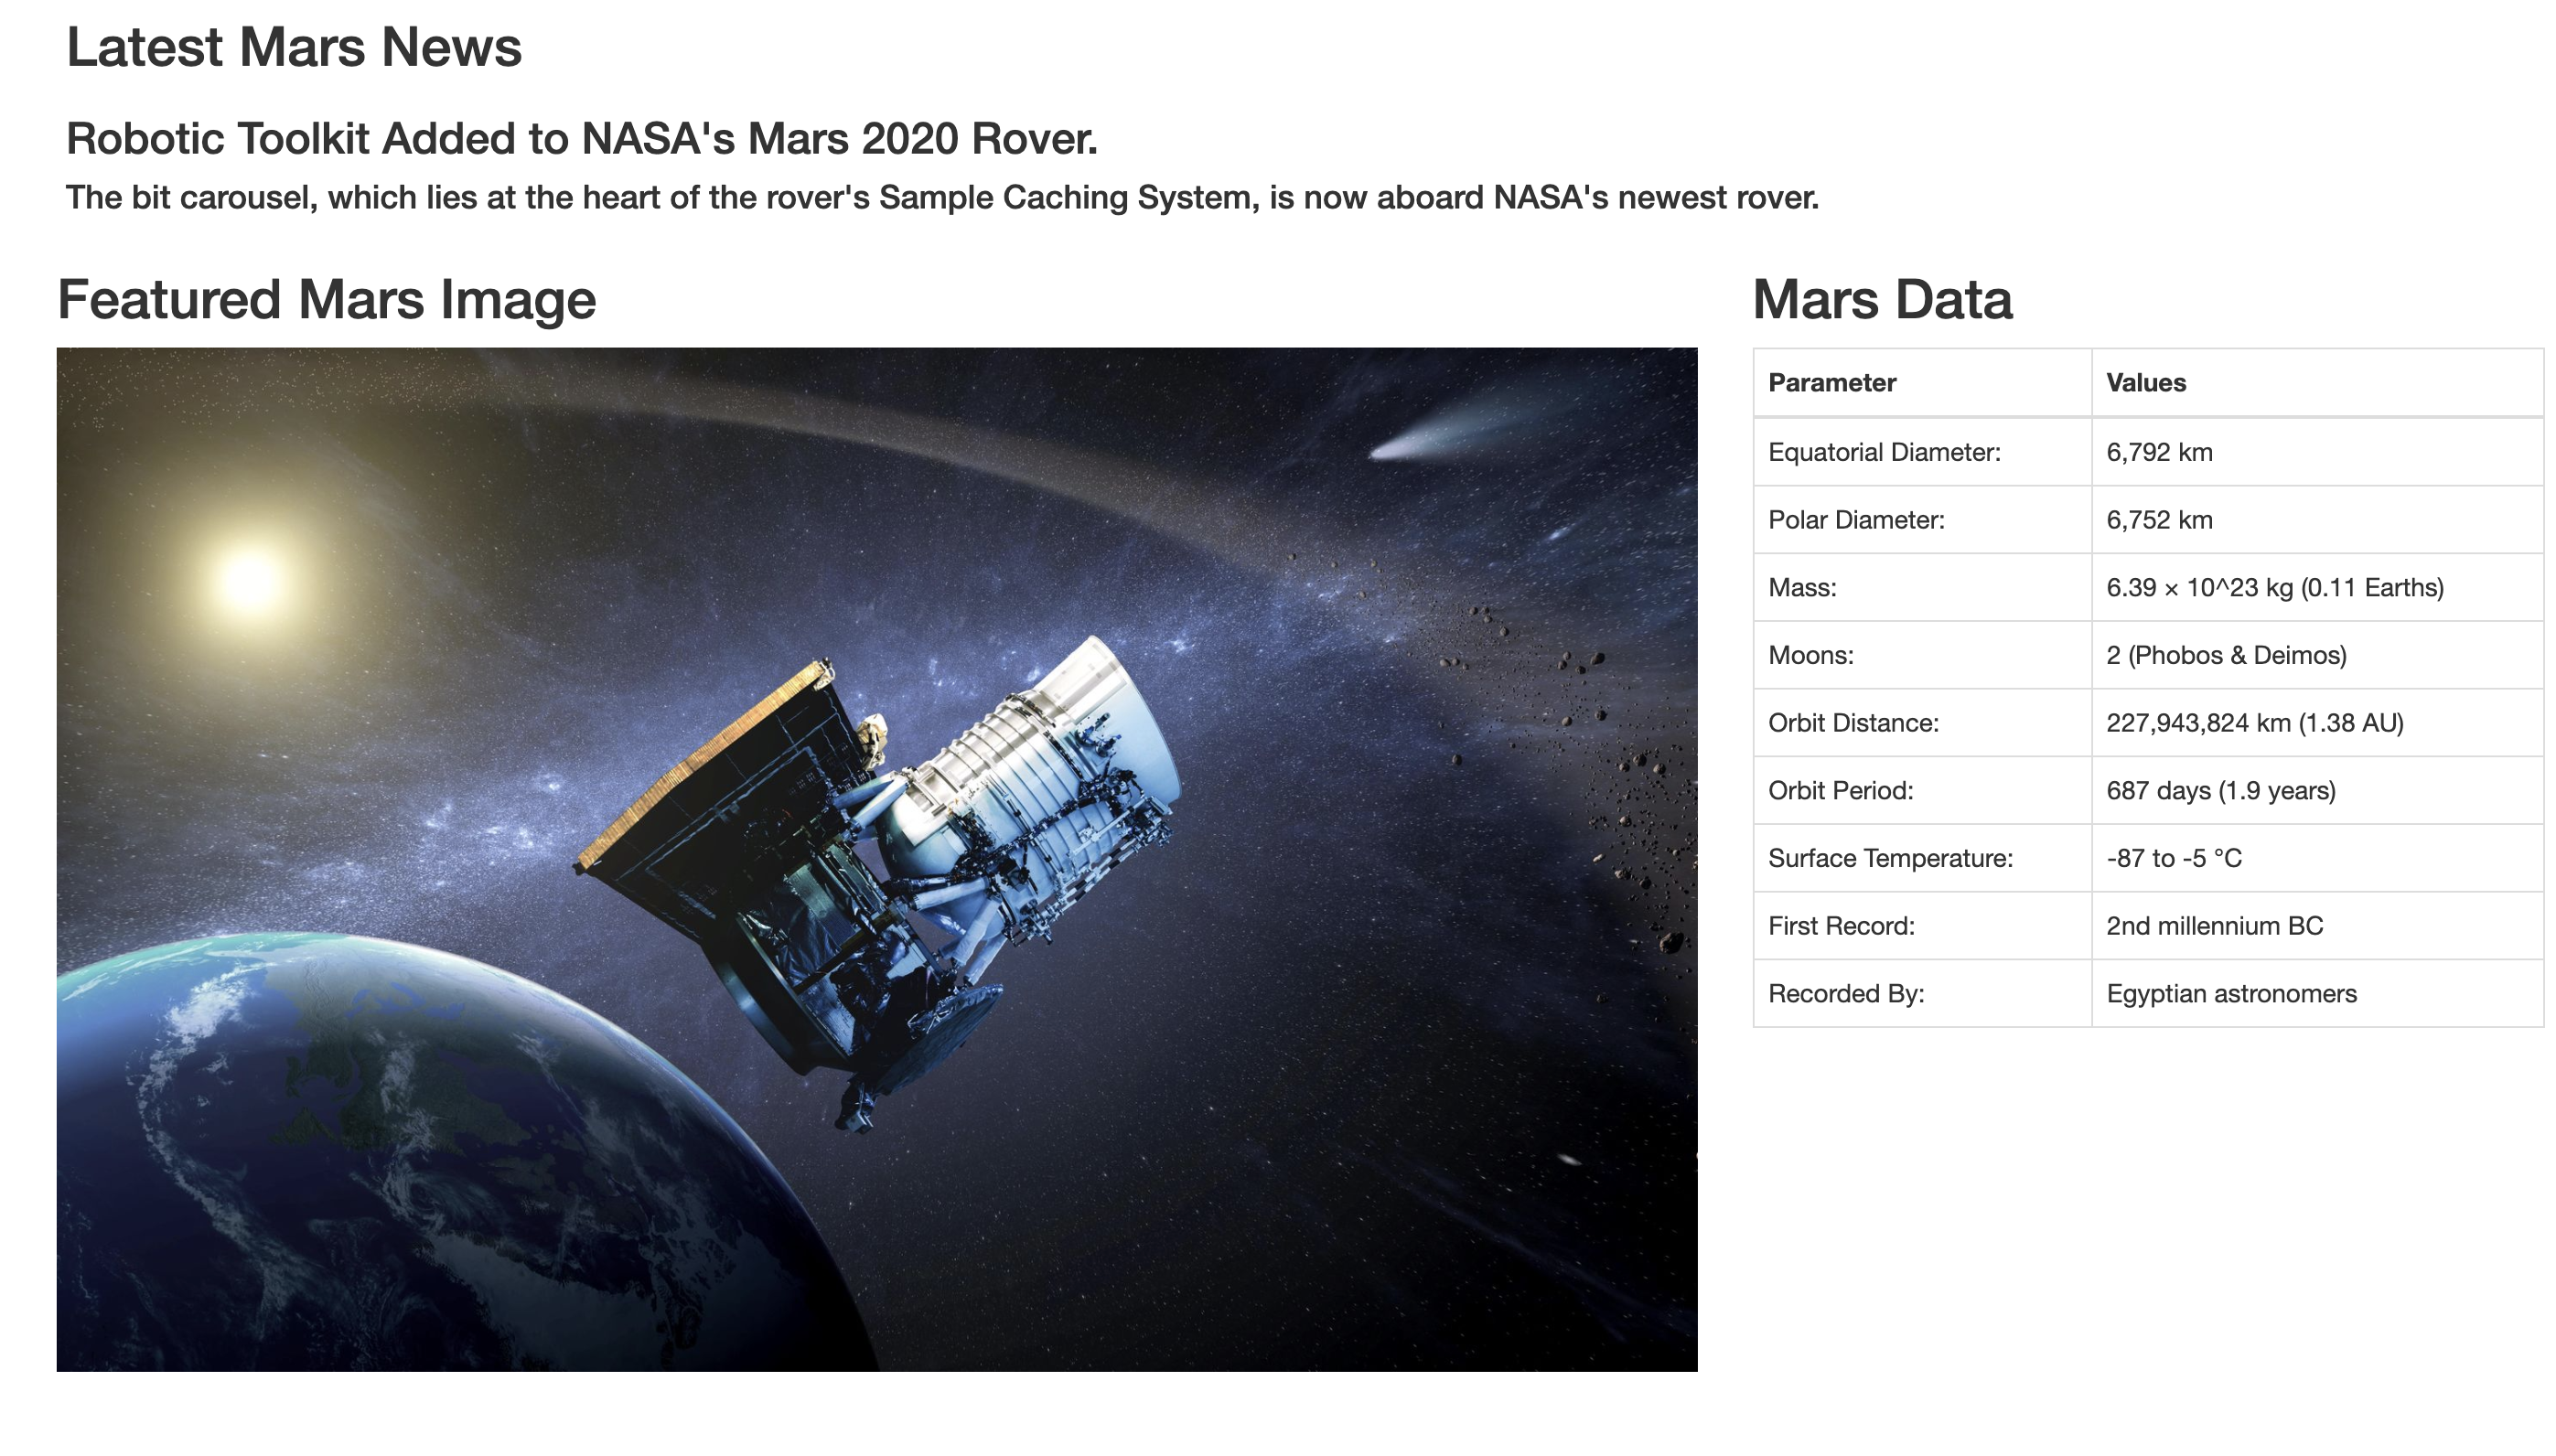 Latest Mars News
Robotic Toolkit Added to NASA's Mars 2020 Rover.
The bit carousel, which lies at the heart of the rover's Sample Caching System, is now aboard NASA's newest rover.
Featured Mars Image
Mars Data
Parameter Values
Equatorial Diameter: 6,792 km
Polar Diameter: 6,752 km
Mass: 6.39 × 10^23 kg (0.11 Earths)
Moons: 2 (Phobos & Deimos)
Orbit Distance: 227,943,824 km (1.38 AU)
Orbit Period: 687 days (1.9 years)
Surface Temperature: -87 to -5 °C
First Record: 2nd millennium BC
Recorded By: Egyptian astronomers